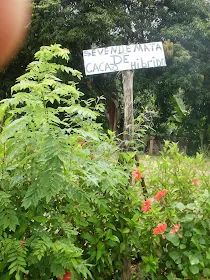 SEVENDE MATA
DE
CACAO HIBRIDO